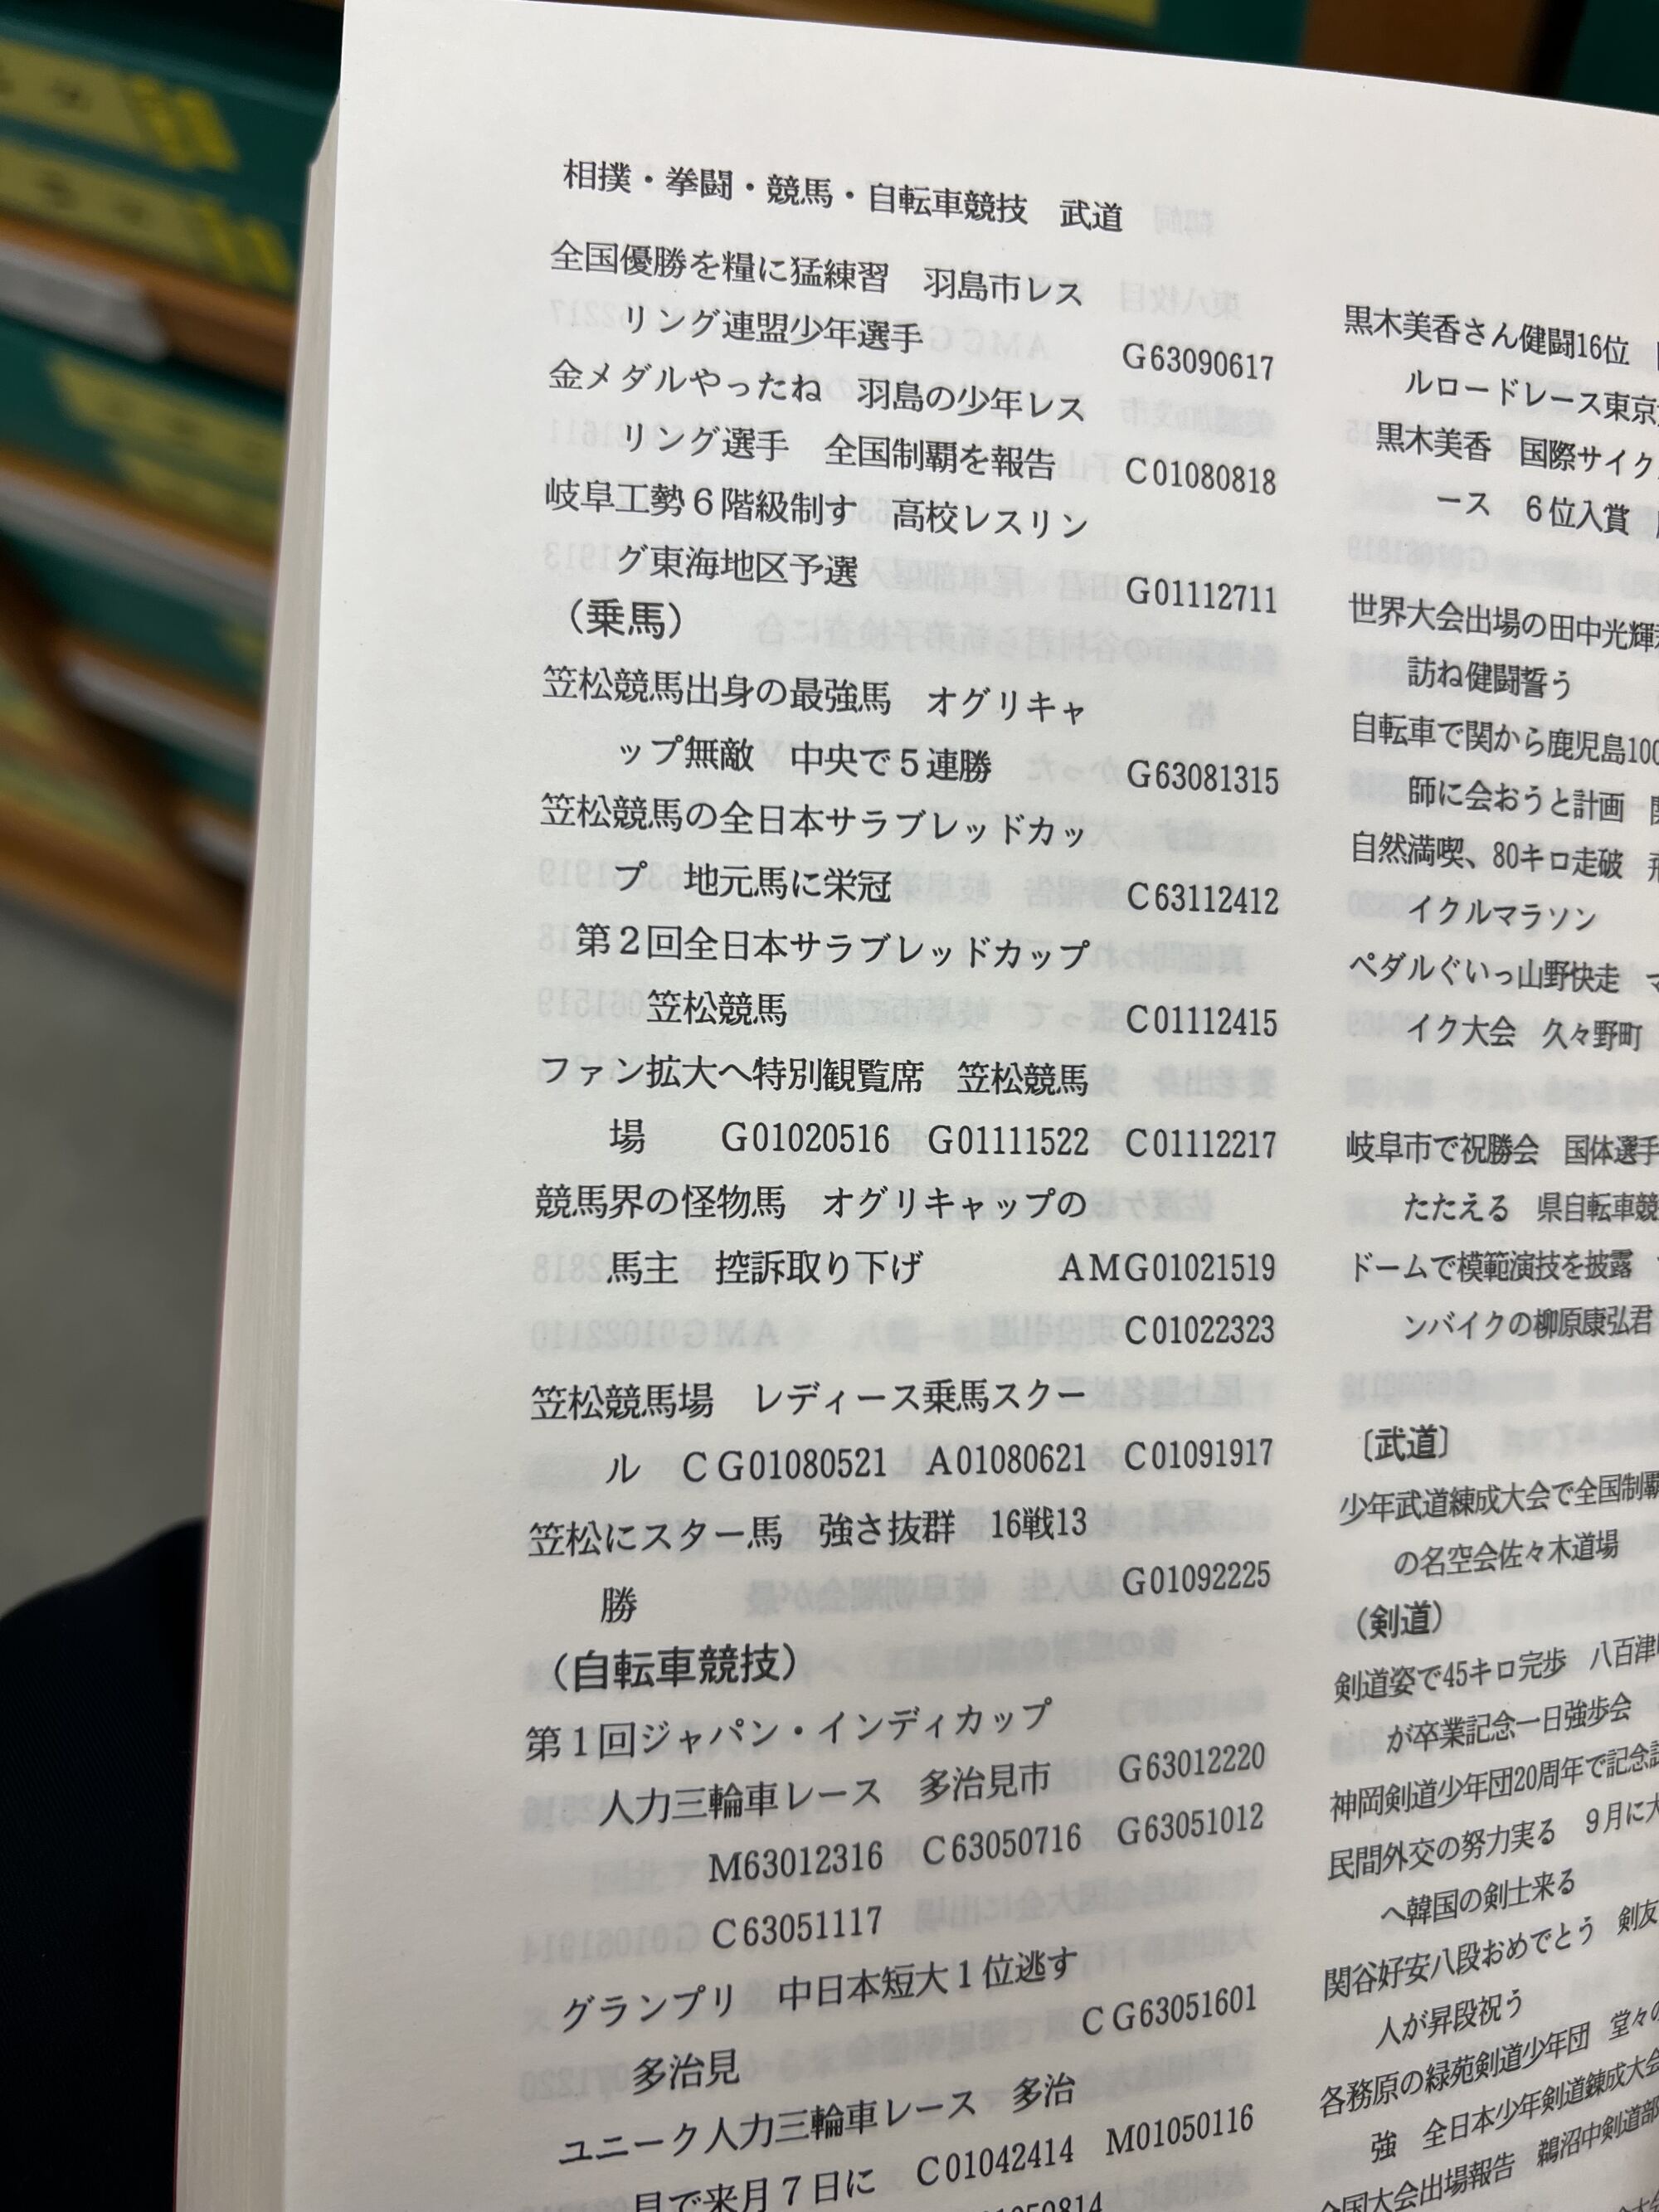 相撲・拳闘・競馬・自転車競技　武道
全国優勝を糧に猛練習　羽島市レス
リング連盟少年選手　G63090617
金メダルやったね　羽島の少年レス
リング選手　全国制覇を報告　C01080818
岐阜工勢６階級制す　高校レスリン
グ東海地区予選　G01112711
（乗馬）
笠松競馬出身の最強馬　オグリキャ
ップ無敵　中央で５連勝　G63081315
笠松競馬の全日本サラブレッドカッ
プ　地元馬に栄冠　C63112412
第２回全日本サラブレッドカップ
笠松競馬　C01112415
ファン拡大へ特別観覧席　笠松競馬
場　G01020516　G01111522　C01112217
競馬界の怪物馬　オグリキャップの
馬主　控訴取り下げ　AMG01021519
C01022323
笠松競馬場　レディース乗馬スクー
ル　CG01080521　A01080621　C01091917
笠松にスター馬　強さ抜群　16戦13
勝　G01092225
（自転車競技）
第１回ジャパン・インディカップ
人力三輪車レース　多治見市　G63012220
M63012316　C63050716　G63051012
C63051117
グランプリ　中日本短大１位逃す
多治見　CG63051601
ユニーク人力三輪車レース　多治
見で来月７日に　C01042414　M01050116
黒木美香さん健闘16位
ルロードレース東京
黒木美香　国際サイク
ース　６位入賞
世界大会出場の田中光輝
訪ね健闘誓う
自転車で関から鹿児島100
師に会おうと計画
自然満喫、80キロ走破
イクルマラソン
ペダルぐいっ山野快走
イク大会　久々野町
岐阜市で祝勝会　国体選手
たたえる　県自転車競
ドームで模範演技を披露
ンバイクの柳原康弘君
〔武道〕
少年武道練成大会で全国制覇
の名空会佐々木道場
（剣道）
剣道姿で45キロ完歩　八百津
が卒業記念一日強歩会
神岡剣道少年団20周年で記念
民間外交の努力実る　９月に
へ韓国の剣士来る
関谷好安八段おめでとう　剣友
人が昇段祝う
各務原の緑苑剣道少年団　堂々の
強　全日本少年剣道錬成大会
全国大会出場報告　鵜沼中剣道部